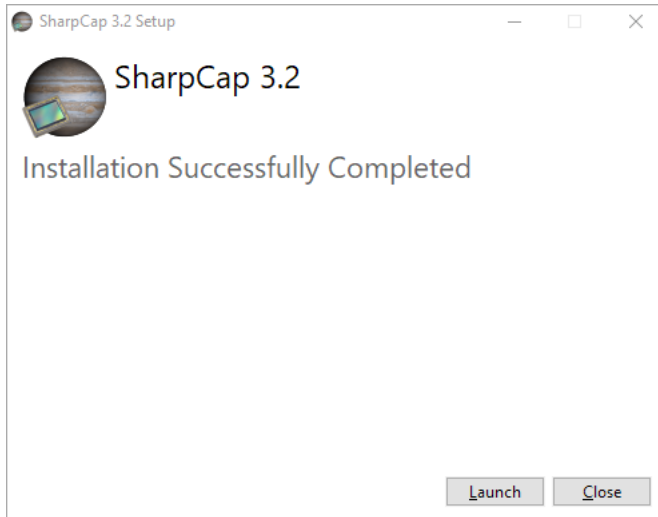 SharpCap 3.2 Setup
SharpCap 3.2
Installation Successfully Completed
Launch
Close